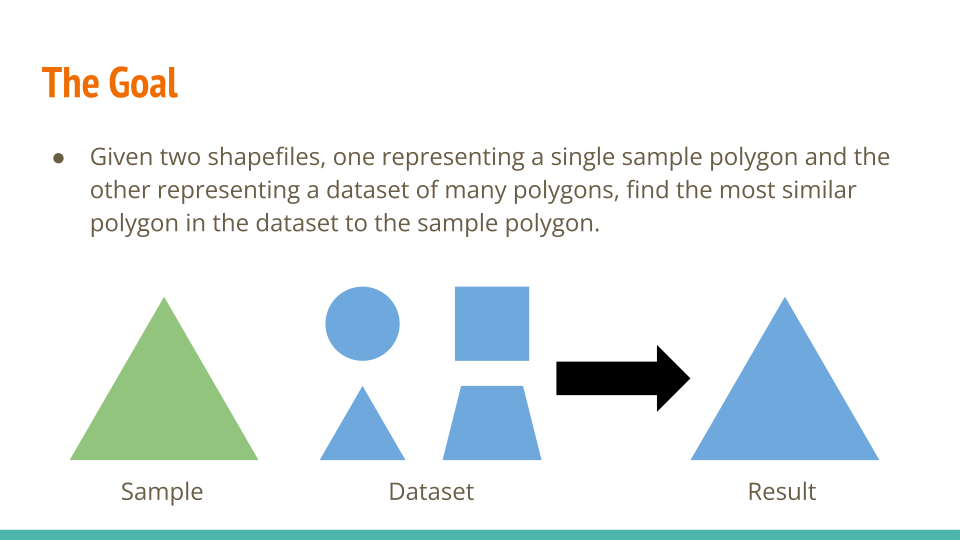 The Goal
● Given two shapefiles, one representing a single sample polygon and the
other representing a dataset of many polygons, find the most similar
polygon in the dataset to the sample polygon.
Sample
Dataset
Result